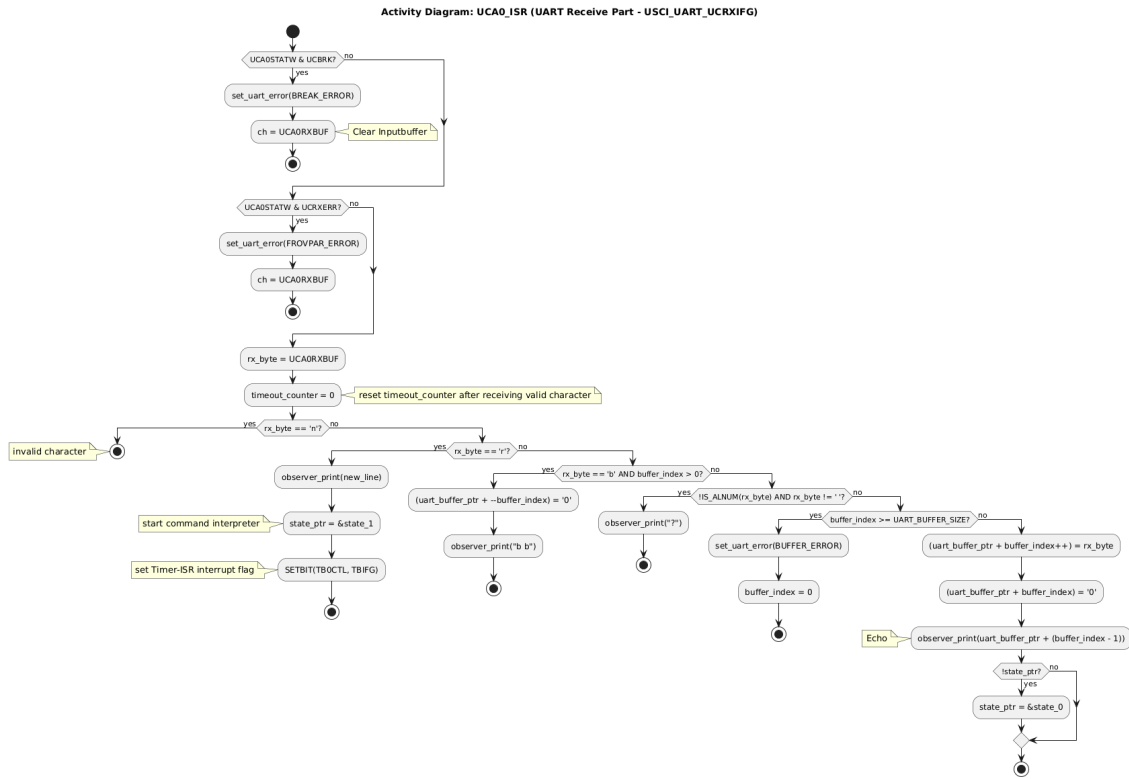 Activity Diagram: UCA0_ISR (UART Receive Part - USCI_UART_UCRXIFG)
UCA0STATW & UCBRK?
no
yes
set_uart_error(BREAK_ERROR)
ch = UCA0RXBUF
Clear Inputbuffer
UCA0STATW & UCRXERR?
no
yes
set_uart_error(FROVPAR_ERROR)
ch = UCA0RXBUF
rx_byte = UCA0RXBUF
timeout_counter = 0
reset timeout_counter after receiving valid character
yes
rx_byte == 'n'?
no
invalid character
yes
rx_byte == 'r'?
no
observer_print(new_line)
start command interpreter
state_ptr = &state_1
set Timer-ISR interrupt flag
SETBIT(TB0CTL, TBIFG)
yes
rx_byte == 'b' AND buffer_index > 0?
no
(uart_buffer_ptr + --buffer_index) = '0'
observer_print("b b")
yes
!IS_ALNUM(rx_byte) AND rx_byte != ' '?
no
observer_print("?")
yes
buffer_index >= UART_BUFFER_SIZE?
no
set_uart_error(BUFFER_ERROR)
buffer_index = 0
(uart_buffer_ptr + buffer_index++) = rx_byte
(uart_buffer_ptr + buffer_index) = '0'
Echo
observer_print(uart_buffer_ptr + (buffer_index - 1))
!state_ptr?
no
yes
state_ptr = &state_0